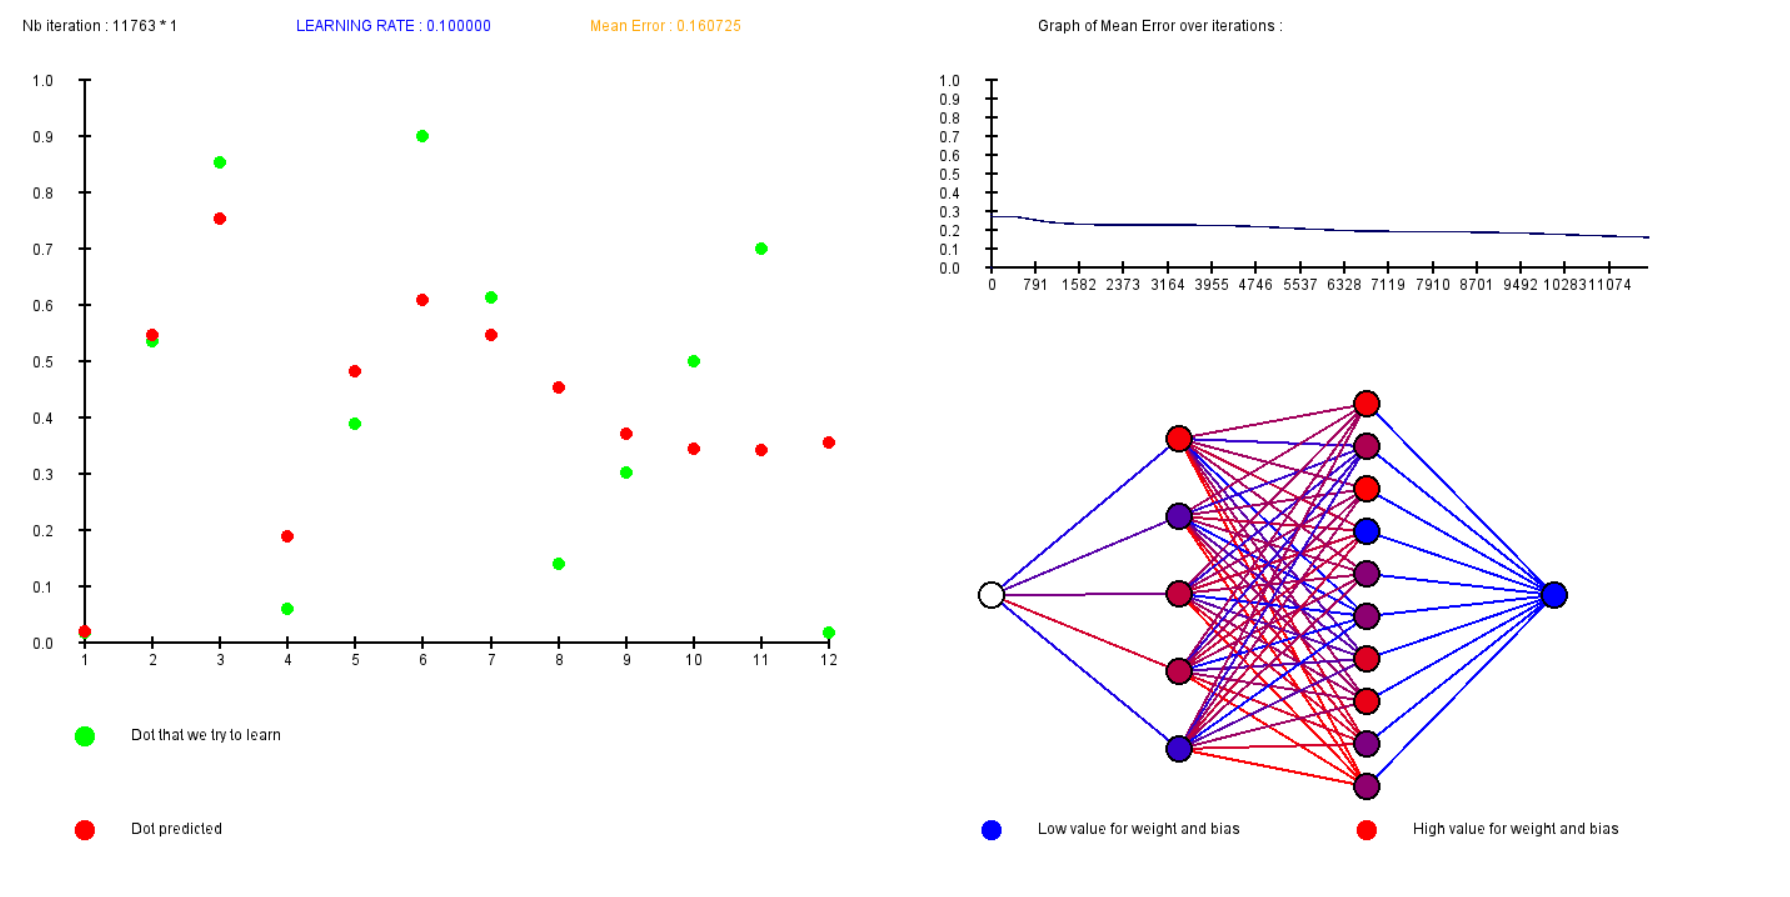 Nb iteration : 11763 * 1
LEARNING RATE : 0.100000
Mean Error : 0.160725
Graph of Mean Error over iterations :
1.0
0.9
0.8
0.7
0.6
0.5
0.4
0.3
0.2
0.1
0.0
1 2 3 4 5 6 7 8 9 10 11 12
1.0
0.9
0.8
0.7
0.6
0.5
0.4
0.3
0.2
0.1
0.0
0 791 1582 2373 3164 3955 4746 5537 6328 7119 7910 8701 9492 10283 11074
Dot that we try to learn
Dot predicted
Low value for weight and bias
High value for weight and bias